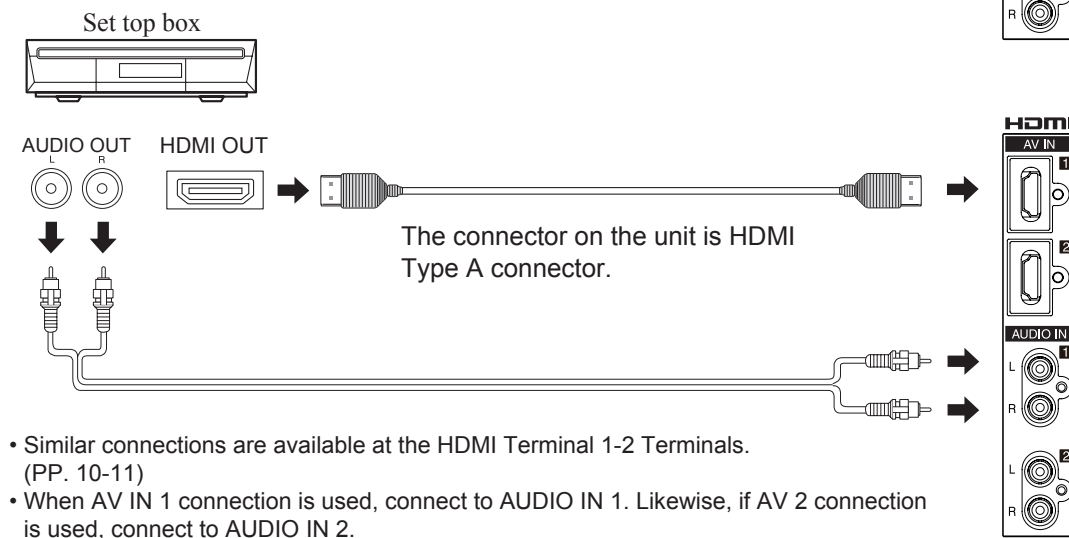 Set top box
R
AUDIO OUT
L R
HDMI OUT
The connector on the unit is HDMI
Type A connector.
HDMI
AV IN
1
2
AUDIO IN
1
L
R
2
L
R
• Similar connections are available at the HDMI Terminal 1-2 Terminals.
(PP. 10-11)
• When AV IN 1 connection is used, connect to AUDIO IN 1. Likewise, if AV 2 connection
is used, connect to AUDIO IN 2.